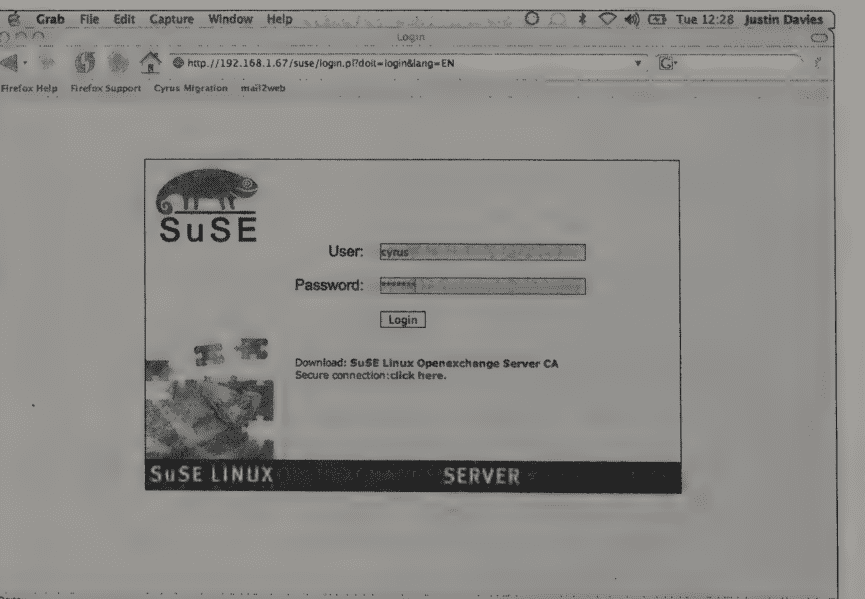 Grab File Edit Capture Window Help Tue 12:28 Justin Davies
Login
http://192.168.1.67/suse/login.pl?doit=login&lang=EN G
Firefox Help Firefox Support Cyrus Migration mail2web
SuSE
User: cyrus
Password: *******
Login
Download: SuSE Linux Openexchange Server CA
Secure connection:click here.
SuSE LINUX SERVER